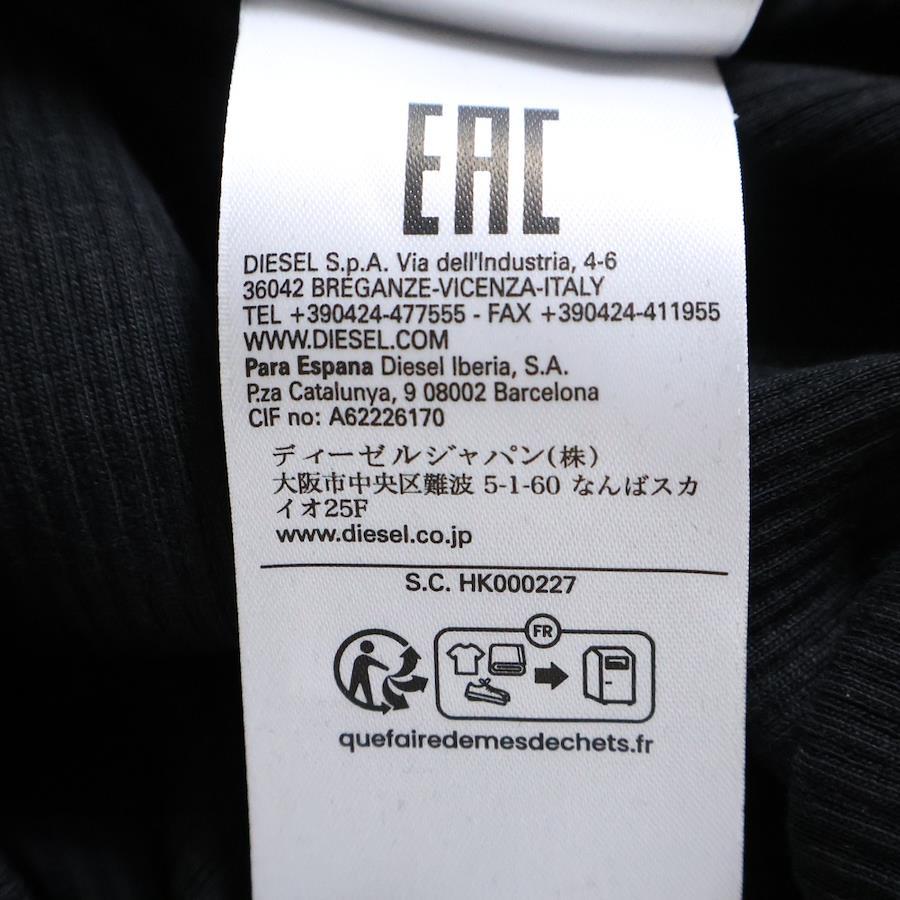 EAC
DIESEL S.p.A. Via dell'Industria, 4-6
36042 BREGANZE-VICENZA-ITALY
TEL +390424-477555 - FAX +390424-411955
WWW.DIESEL.COM
Para Espana Diesel Iberia, S.A.
P.za Catalunya, 9 08002 Barcelona
CIF no: A62226170
ディーゼルジャパン(株)
大阪市中央区難波 5-1-60 なんばスカ
イオ25F
www.diesel.co.jp
S.C. HK000227
FR
quefairedemesdechets.fr